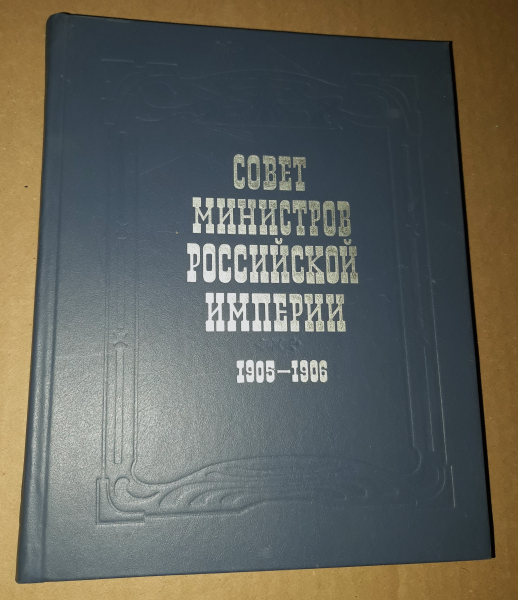 СОВЕТ
МИНИСТРОВ
РОССИЙСКОЙ
ИМПЕРИИ
1905—1906